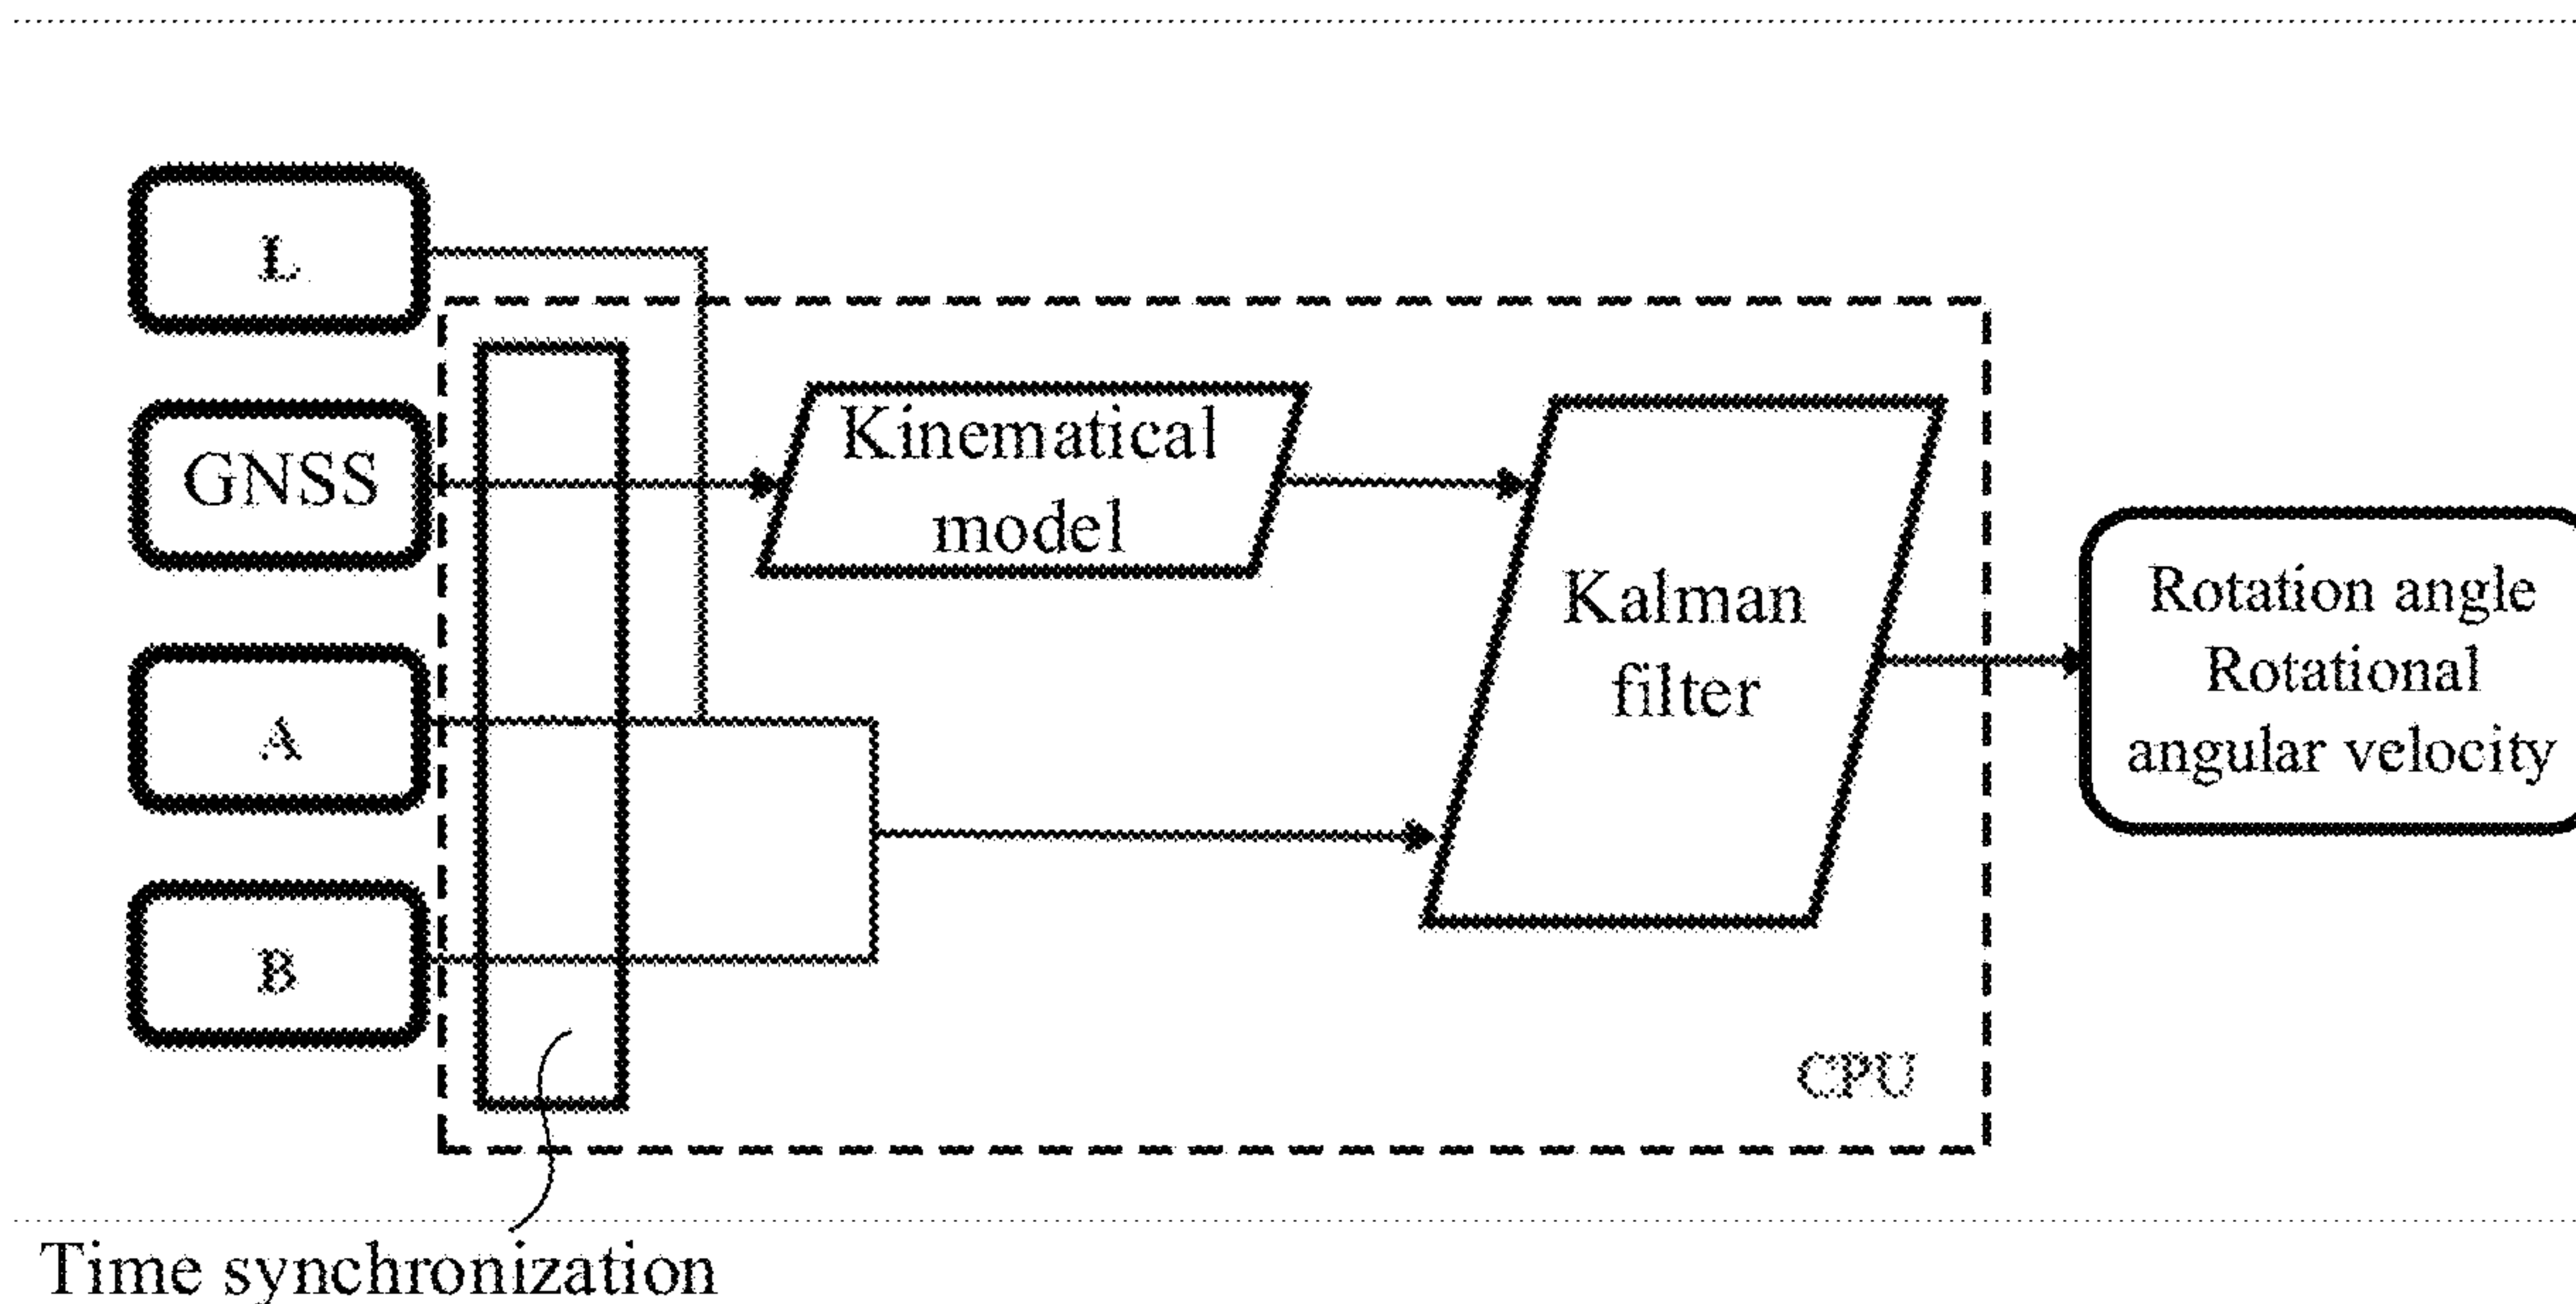 L
GNSS
A
B
Kinematical
model
Kalman
filter
CPU
Rotation angle
Rotational
angular velocity
Time synchronization